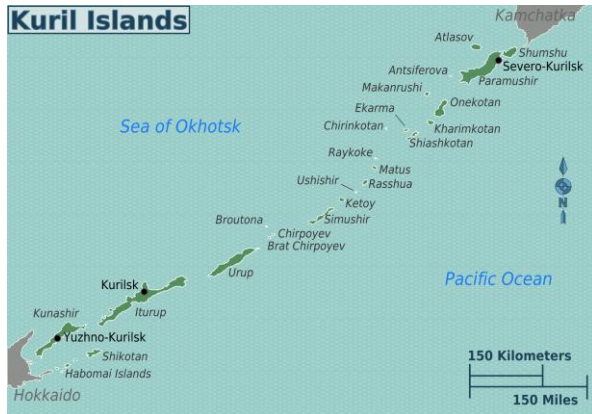 Kuril Islands
Kamchatka
Atlasov
Shumshu
Severo-Kurilsk
Antsiferova
Paramushir
Makanrushi
Onekotan
Ekarma
Sea of Okhotsk
Chirinkotan
Kharimkotan
Shiashkotan
Raykoke
Matus
Ushishir
Rasshua
Ketoy
Simushir
Broutona
Chirpoyev
Brat Chirpoyev
N
Urup
Pacific Ocean
Kurilsk
Iturup
Kunashir
Yuzhno-Kurilsk
Shikotan
150 Kilometers
Habomai Islands
Hokkaido
150 Miles